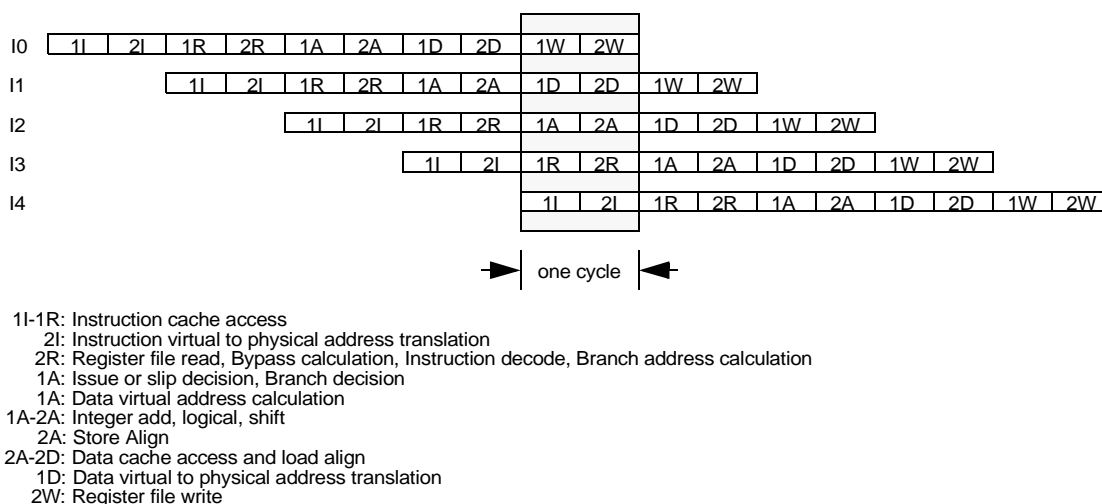 I0 1I 2I 1R 2R 1A 2A 1D 2D 1W 2W
I1 1I 2I 1R 2R 1A 2A 1D 2D 1W 2W
I2 1I 2I 1R 2R 1A 2A 1D 2D 1W 2W
I3 1I 2I 1R 2R 1A 2A 1D 2D 1W 2W
I4 1I 2I 1R 2R 1A 2A 1D 2D 1W 2W
one cycle
1I-1R: Instruction cache access
2I: Instruction virtual to physical address translation
2R: Register file read, Bypass calculation, Instruction decode, Branch address calculation
1A: Issue or slip decision, Branch decision
1A: Data virtual address calculation
1A-2A: Integer add, logical, shift
2A: Store Align
2A-2D: Data cache access and load align
1D: Data virtual to physical address translation
2W: Register file write